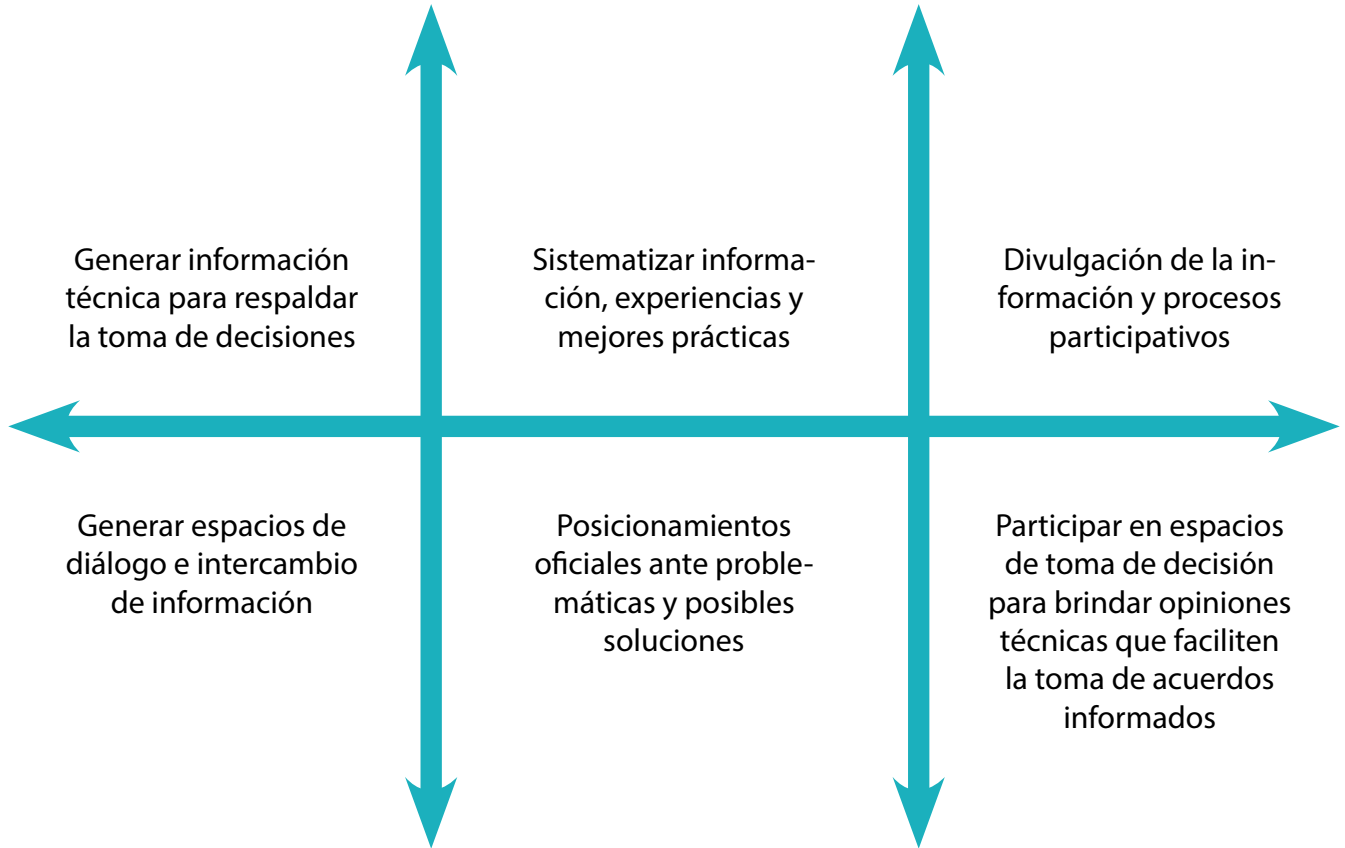 Generar información
técnica para respaldar
la toma de decisiones
Sistematizar informa-
ción, experiencias y
mejores prácticas
Divulgación de la in-
formación y procesos
participativos
Generar espacios de
diálogo e intercambio
de información
Posicionamientos
oficiales ante proble-
máticas y posibles
soluciones
Participar en espacios
de toma de decisión
para brindar opiniones
técnicas que faciliten
la toma de acuerdos
informados